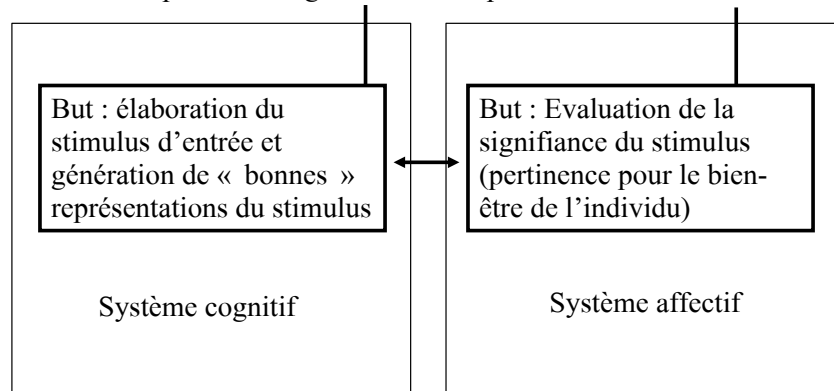 But : élaboration du
stimulus d’entrée et
génération de « bonnes »
représentations du stimulus
But : Evaluation de la
signifiance du stimulus
(pertinence pour le bien-
être de l’individu)
Système cognitif
Système affectif